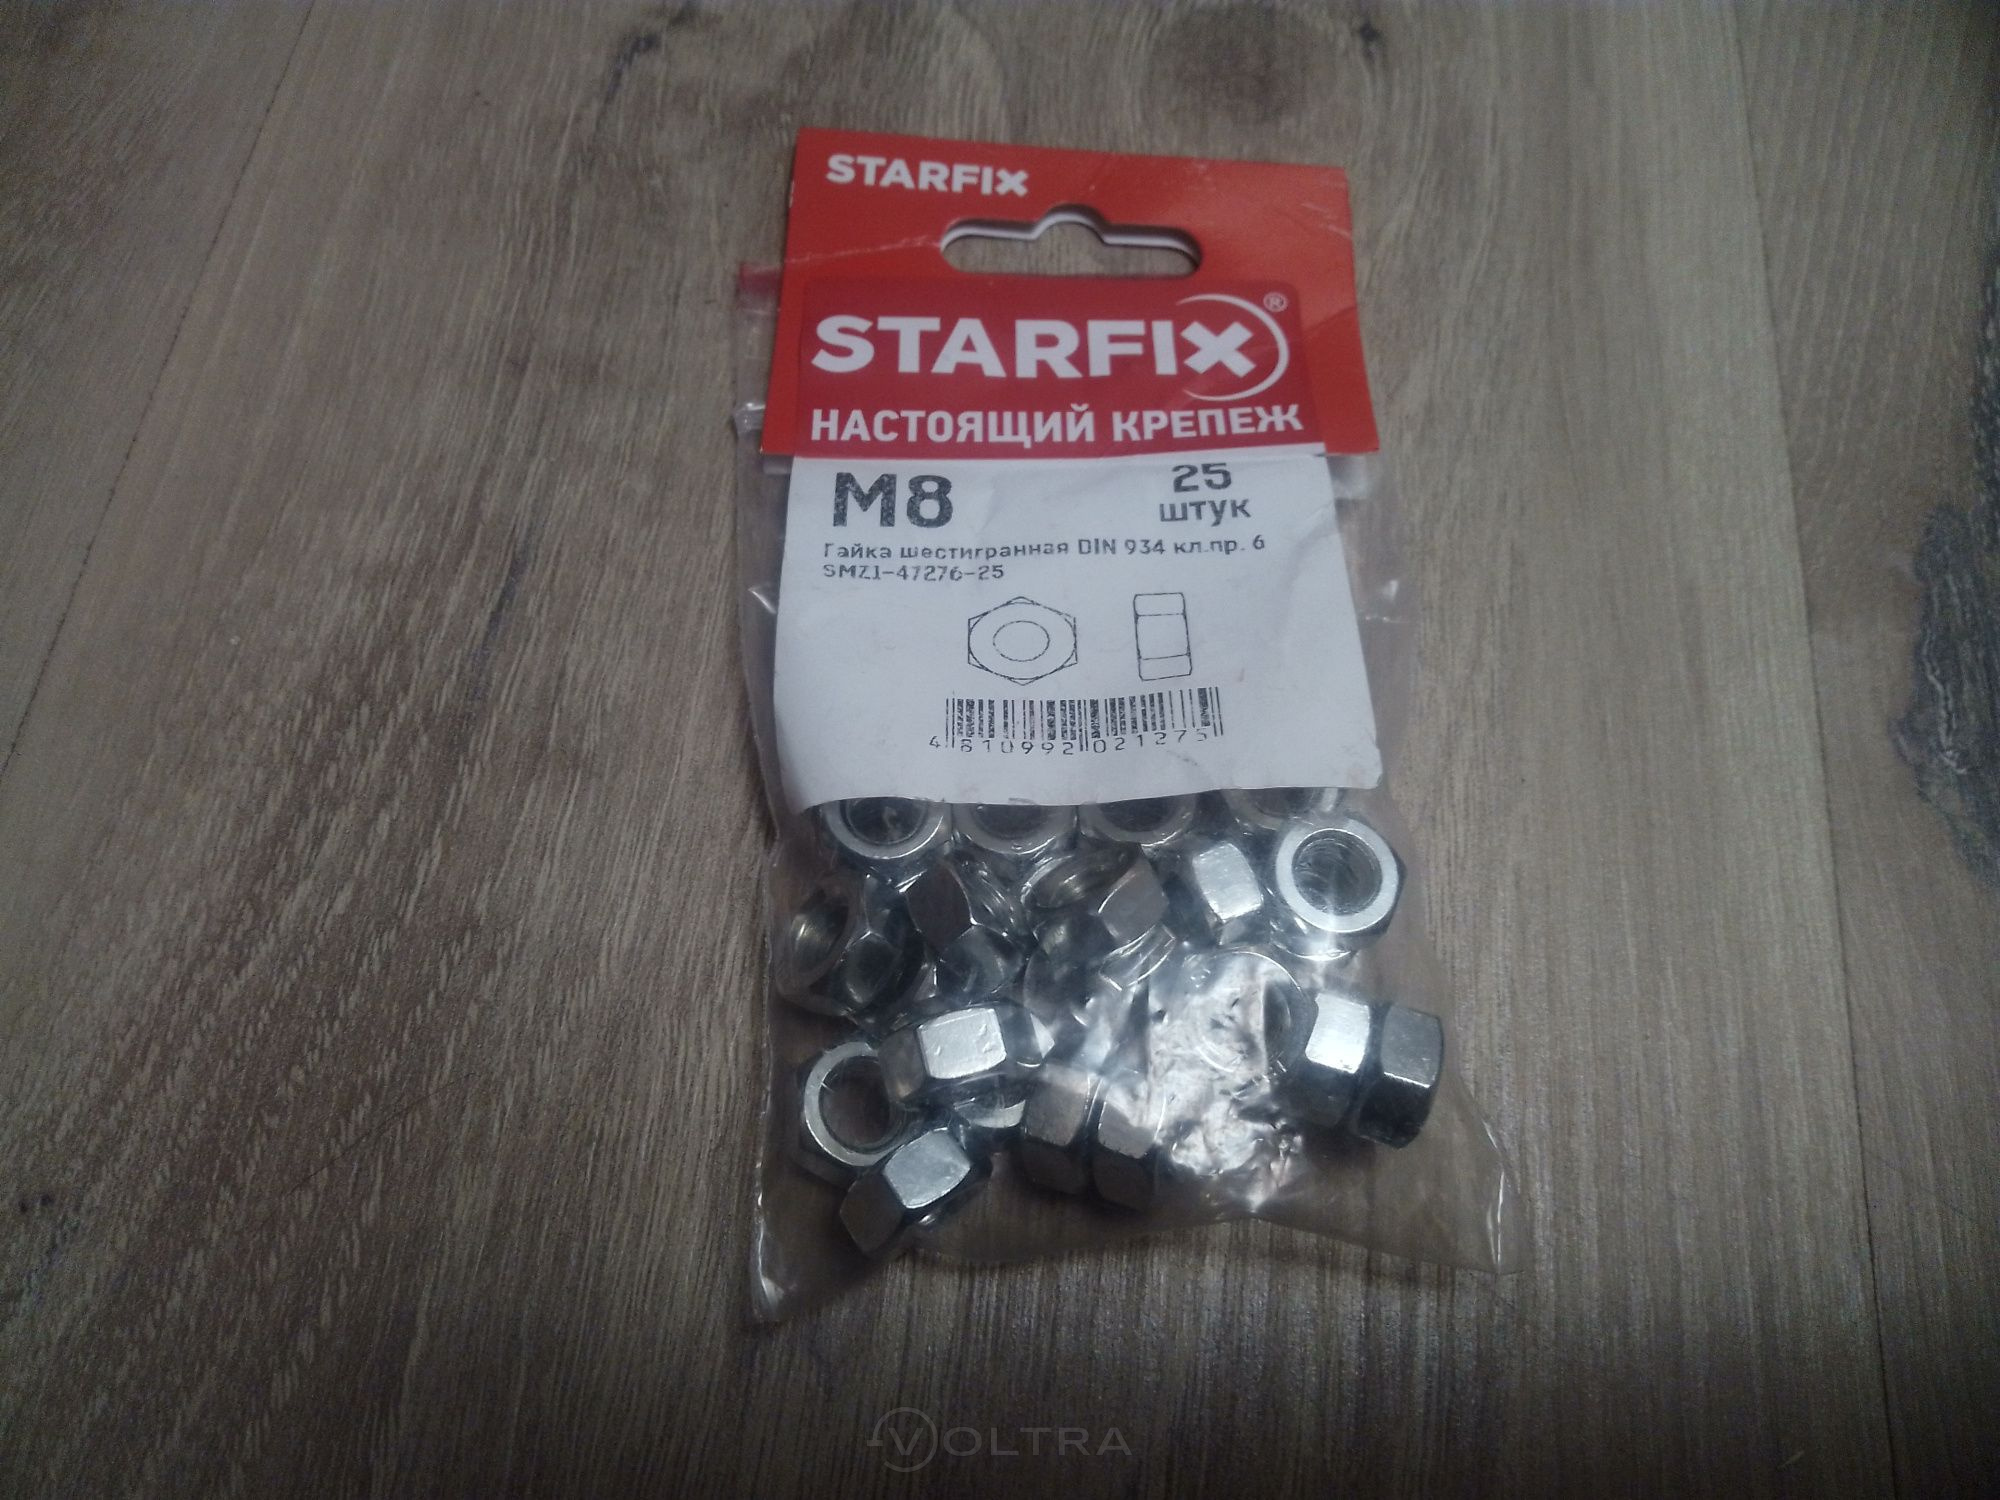 STARFIX
STARFIX®
НАСТОЯЩИЙ КРЕПЕЖ
M8
25
штук
Гайка шестигранная DIN 934 кл.пр. 6
SMZ1-47276-25
4 810992 021275
VOLTRA